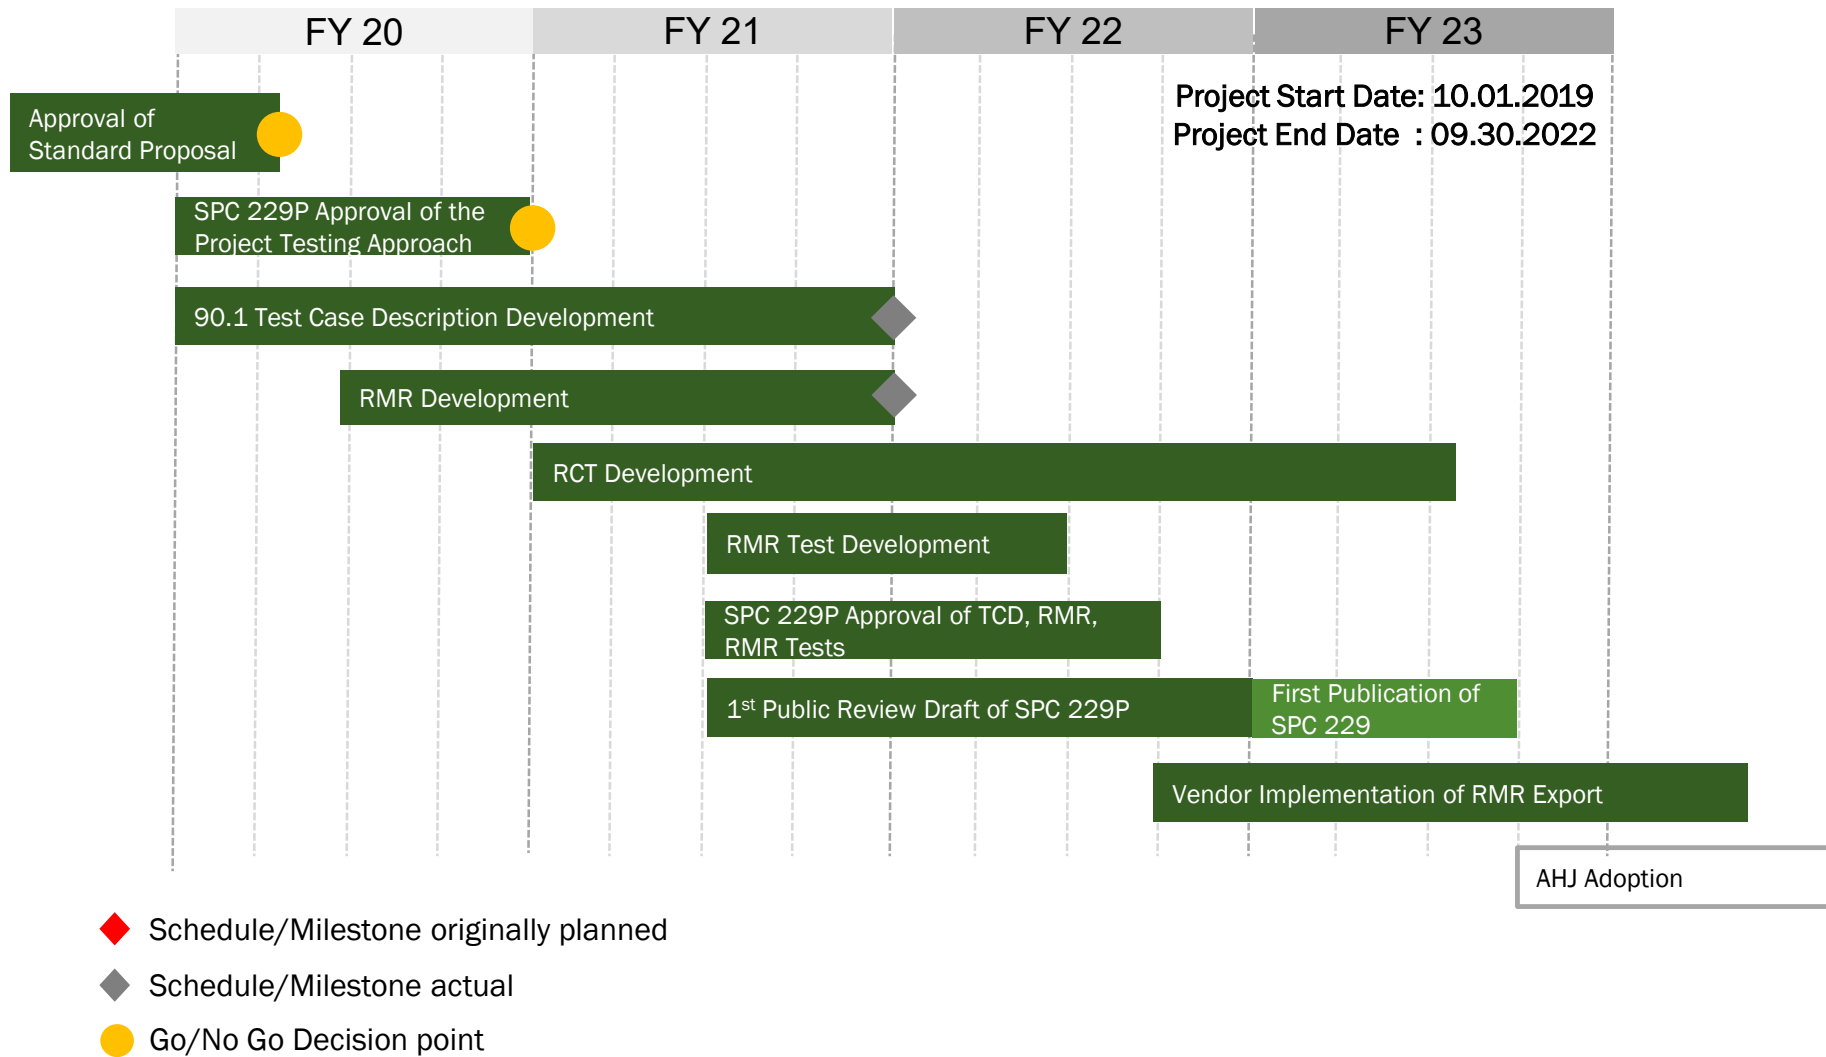 FY 20
FY 21
FY 22
FY 23
Project Start Date: 10.01.2019
Project End Date : 09.30.2022
Approval of
Standard Proposal
SPC 229P Approval of the
Project Testing Approach
90.1 Test Case Description Development
RMR Development
RCT Development
RMR Test Development
SPC 229P Approval of TCD, RMR,
RMR Tests
1st Public Review Draft of SPC 229P
First Publication of
SPC 229
Vendor Implementation of RMR Export
AHJ Adoption
Schedule/Milestone originally planned
Schedule/Milestone actual
Go/No Go Decision point